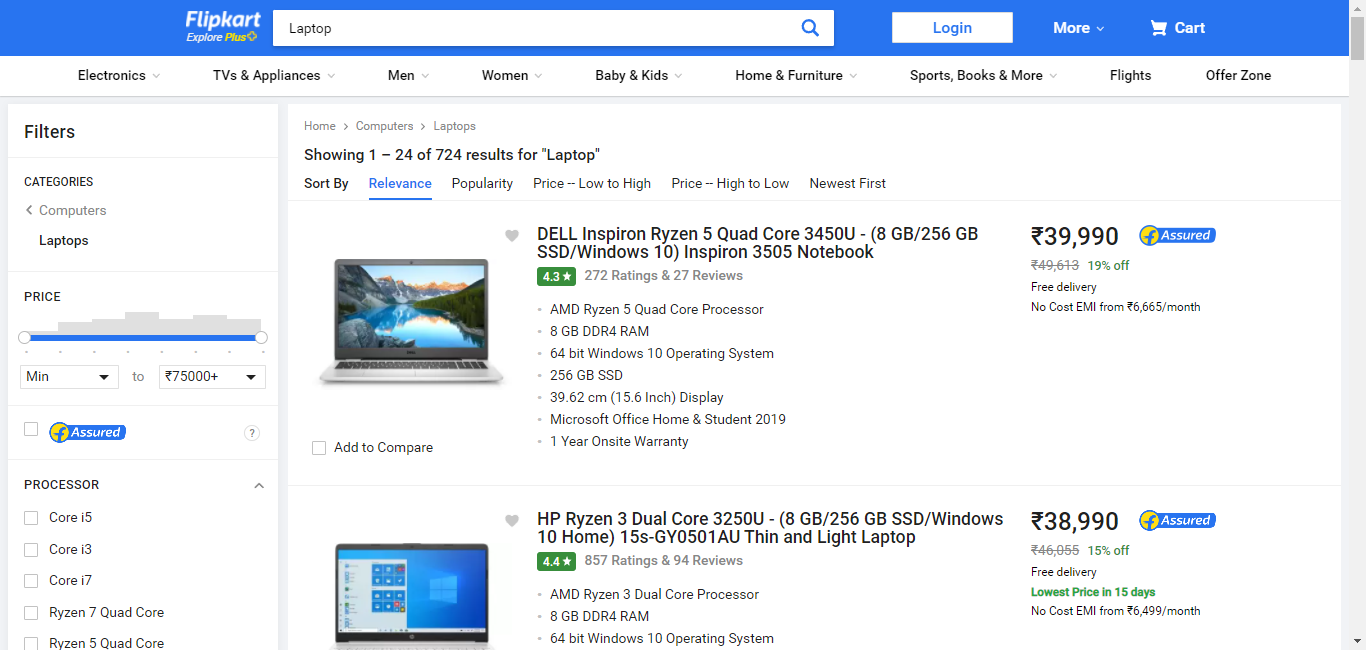 Flipkart
Explore Plus
Laptop
Login
More
Cart
Electronics
TVs & Appliances
Men
Women
Baby & Kids
Home & Furniture
Sports, Books & More
Flights
Offer Zone
Filters
CATEGORIES
Computers
Laptops
PRICE
Min
to
₹75000+
Assured
?
PROCESSOR
Core i5
Core i3
Core i7
Ryzen 7 Quad Core
Ryzen 5 Quad Core
Home > Computers > Laptops
Showing 1 – 24 of 724 results for "Laptop"
Sort By Relevance Popularity Price -- Low to High Price -- High to Low Newest First
DELL Inspiron Ryzen 5 Quad Core 3450U - (8 GB/256 GB
SSD/Windows 10) Inspiron 3505 Notebook
4.3★ 272 Ratings & 27 Reviews
AMD Ryzen 5 Quad Core Processor
8 GB DDR4 RAM
64 bit Windows 10 Operating System
256 GB SSD
39.62 cm (15.6 Inch) Display
Microsoft Office Home & Student 2019
1 Year Onsite Warranty
Add to Compare
₹39,990
Assured
₹49,613 19% off
Free delivery
No Cost EMI from ₹6,665/month
HP Ryzen 3 Dual Core 3250U - (8 GB/256 GB SSD/Windows
10 Home) 15s-GY0501AU Thin and Light Laptop
4.4★ 857 Ratings & 94 Reviews
AMD Ryzen 3 Dual Core Processor
8 GB DDR4 RAM
64 bit Windows 10 Operating System
₹38,990
Assured
₹46,055 15% off
Free delivery
Lowest Price in 15 days
No Cost EMI from ₹6,499/month